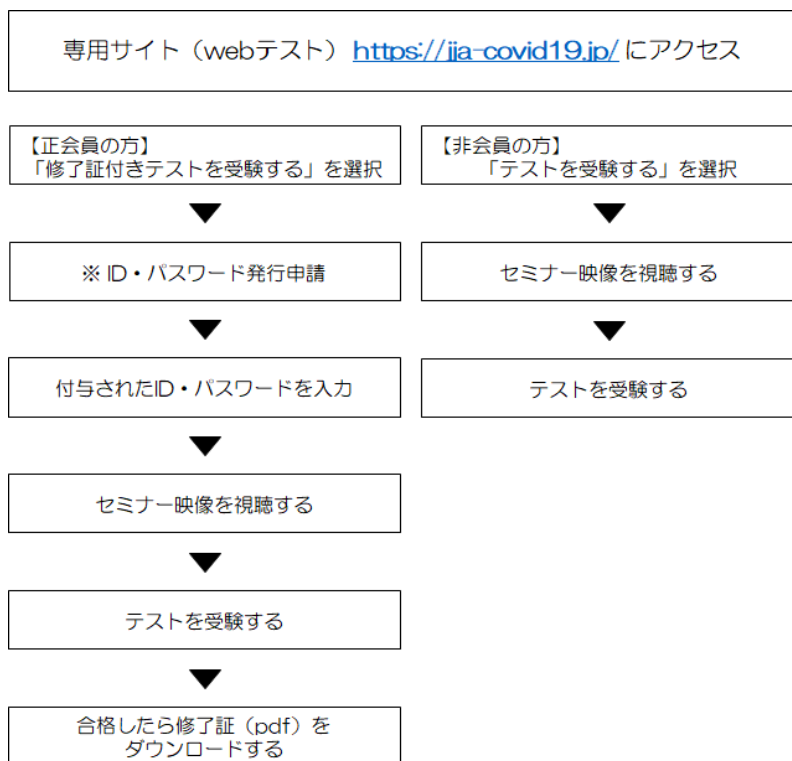 専用サイト（webテスト） https://jja-covid19.jp/ にアクセス
【正会員の方】
「修了証付きテストを受験する」を選択
※ ID・パスワード発行申請
付与されたID・パスワードを入力
セミナー映像を視聴する
テストを受験する
合格したら修了証（pdf）を
ダウンロードする
【非会員の方】
「テストを受験する」を選択
セミナー映像を視聴する
テストを受験する